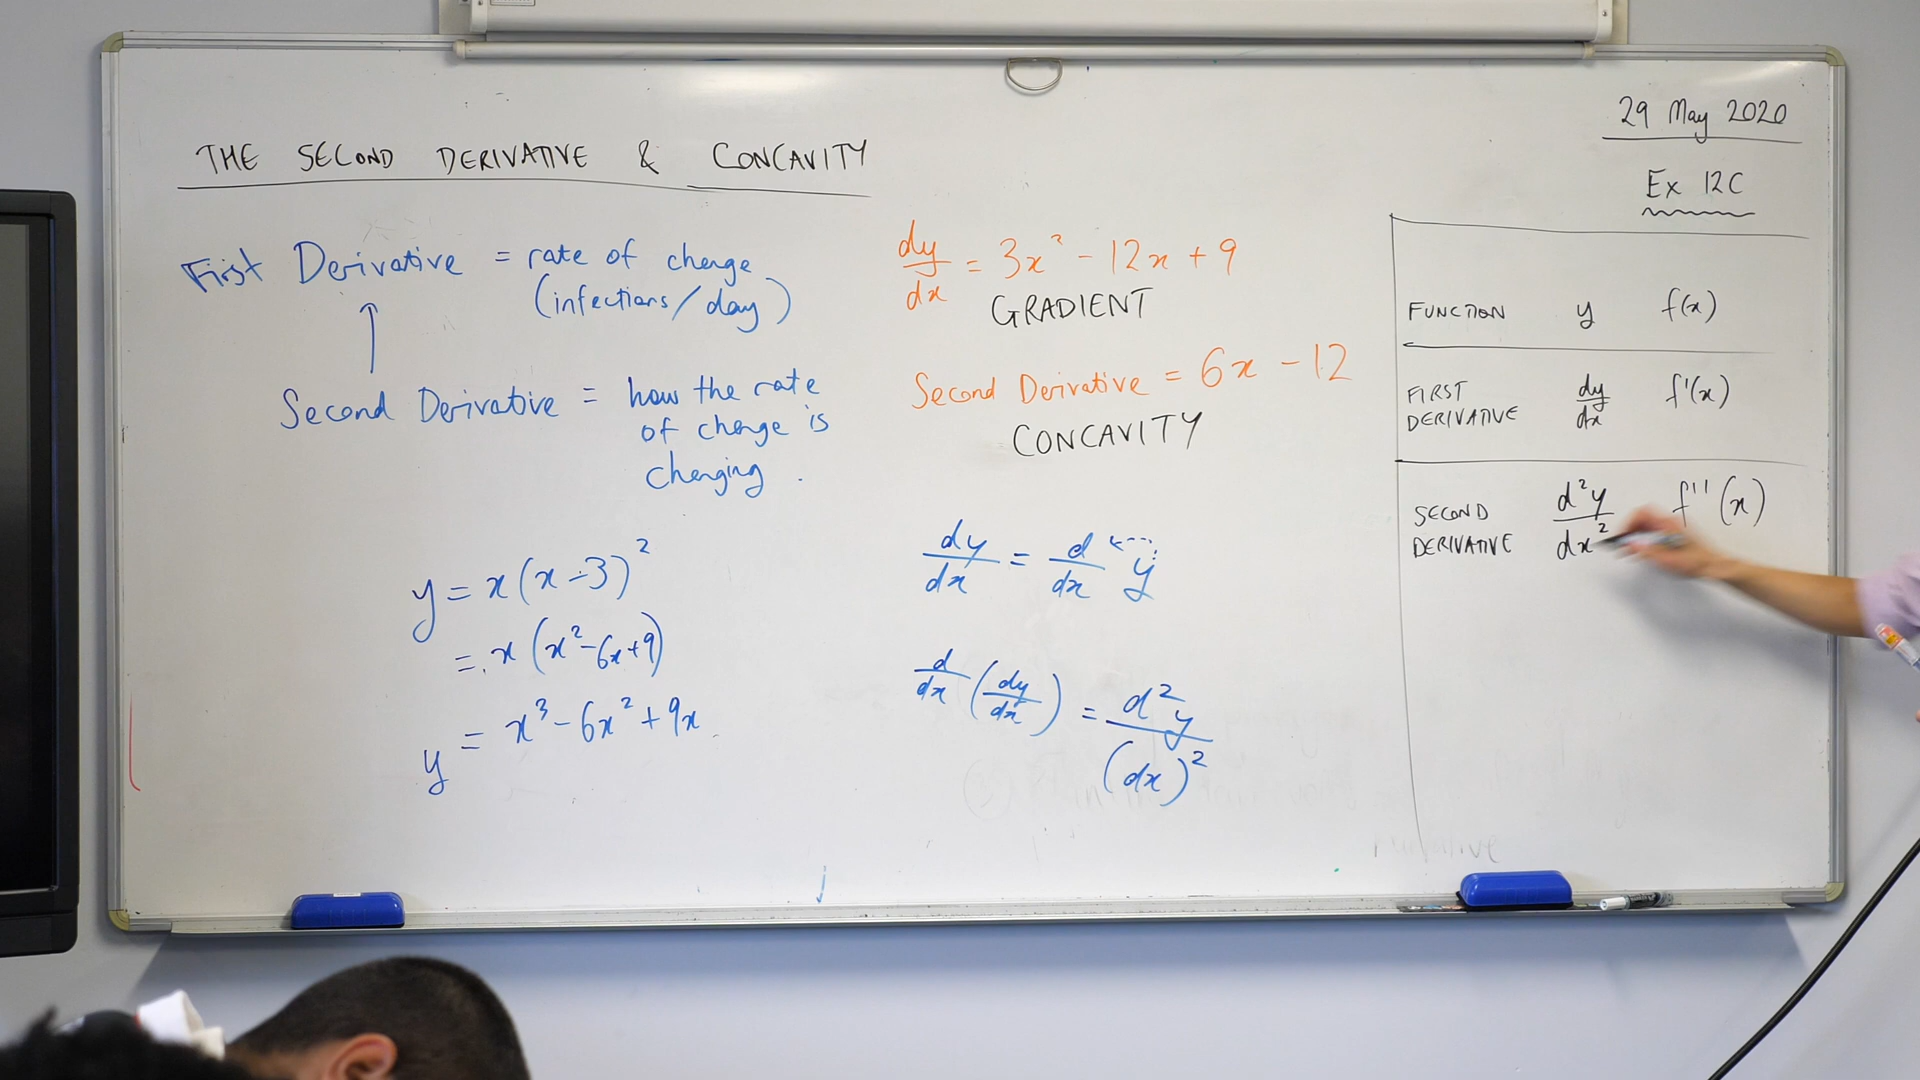 29 May 2020
THE SECOND DERIVATIVE & CONCAVITY
Ex 12C
First Derivative = rate of change
(infections/day)
↑
Second Derivative = how the rate
of change is
changing.
y = x(x-3)²
= x(x²-6x+9)
y = x³-6x²+9x
dy/dx = 3x²-12x+9
GRADIENT
Second Derivative = 6x-12
CONCAVITY
dy/dx = d/dx y
d/dx (dy/dx) = d²y/(dx)²
FUNCTION y f(x)
FIRST
DERIVATIVE dy/dx f'(x)
SECOND
DERIVATIVE d²y/dx² f''(x)